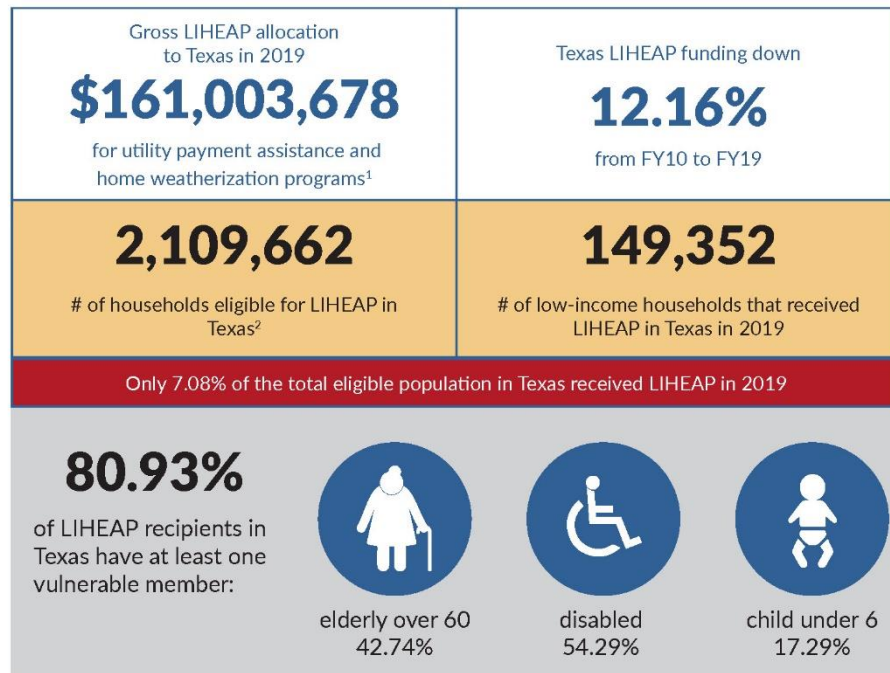 Gross LIHEAP allocation
to Texas in 2019
$161,003,678
for utility payment assistance and
home weatherization programs¹
Texas LIHEAP funding down
12.16%
from FY10 to FY19
2,109,662
# of households eligible for LIHEAP in
Texas²
149,352
# of low-income households that received
LIHEAP in Texas in 2019
Only 7.08% of the total eligible population in Texas received LIHEAP in 2019
80.93%
of LIHEAP recipients in
Texas have at least one
vulnerable member:
elderly over 60
42.74%
disabled
54.29%
child under 6
17.29%